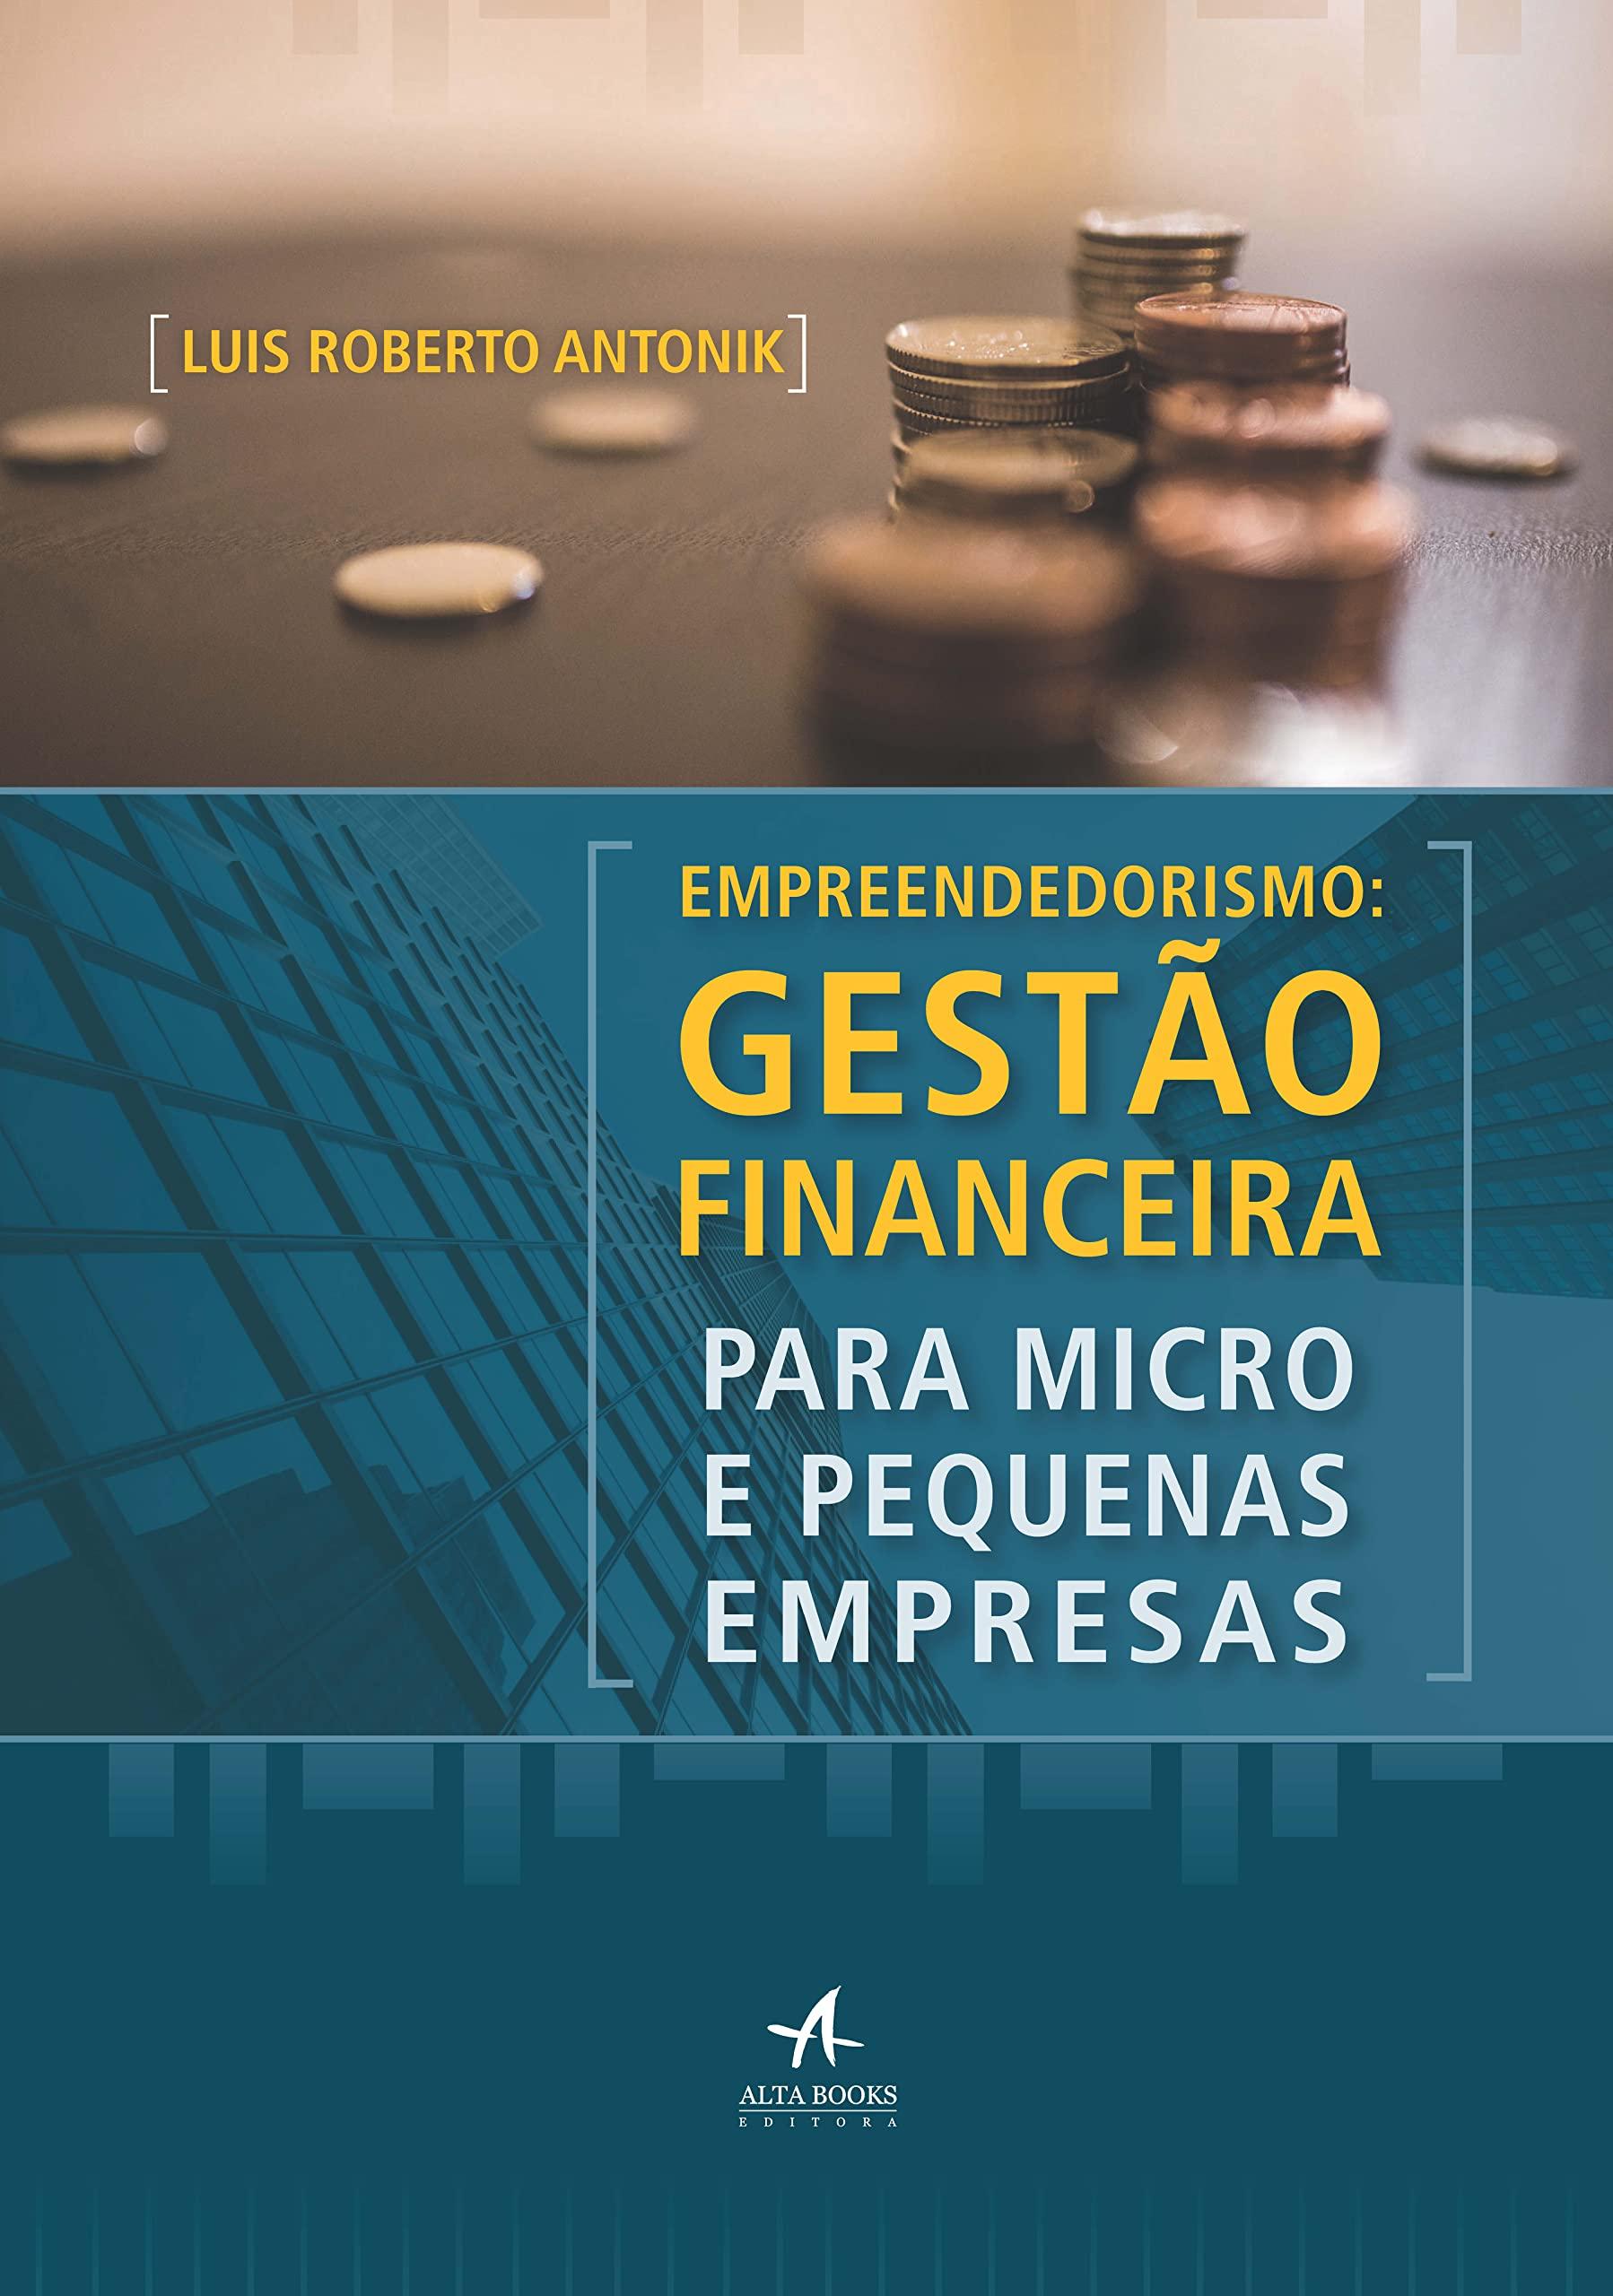 [LUIS ROBERTO ANTONIK]
EMPREENDEDORISMO:
GESTÃO
FINANCEIRA
PARA MICRO
E PEQUENAS
EMPRESAS
ALTA BOOKS
EDITORA